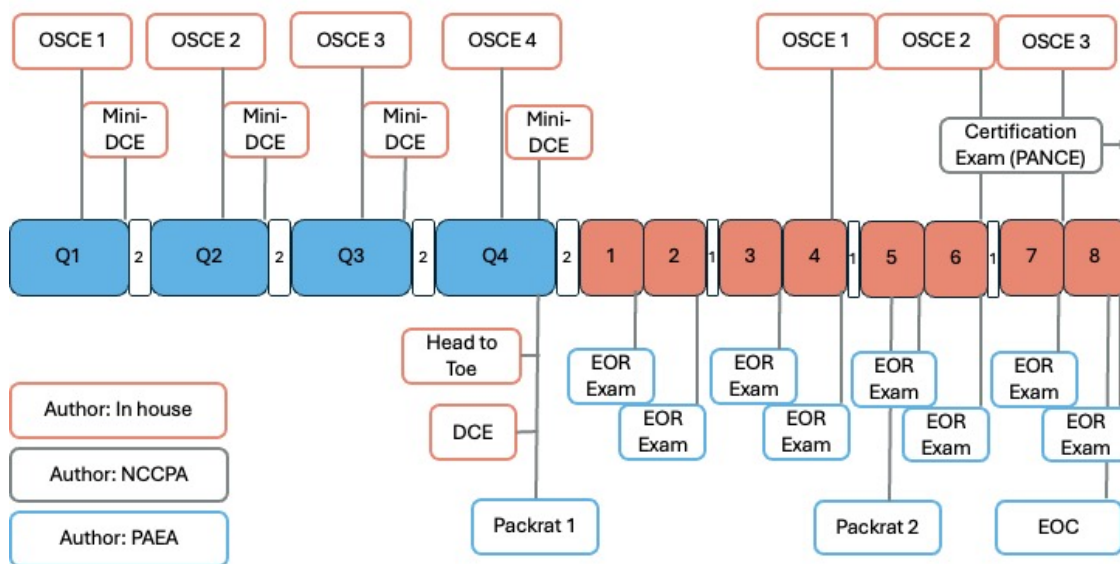 OSCE 1
OSCE 2
OSCE 3
OSCE 4
OSCE 1
OSCE 2
OSCE 3
Mini-
DCE
Mini-
DCE
Mini-
DCE
Mini-
DCE
Certification
Exam (PANCE)
Q1
2
Q2
2
Q3
2
Q4
2
1
2
1
3
4
1
5
6
1
7
8
Head to
Toe
DCE
Packrat 1
EOR
Exam
EOR
Exam
EOR
Exam
EOR
Exam
EOR
Exam
EOR
Exam
EOR
Exam
EOR
Exam
Packrat 2
EOC
Author: In house
Author: NCCPA
Author: PAEA